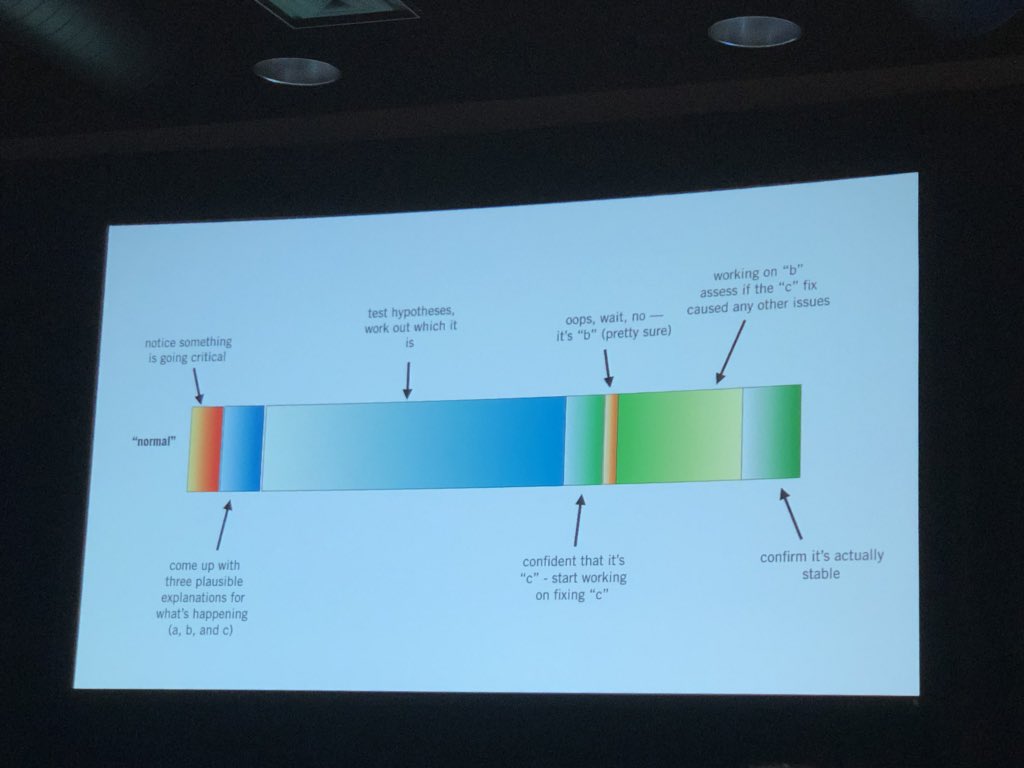 notice something
is going critical
test hypotheses,
work out which it
is
oops, wait, no —
it's “b” (pretty sure)
working on “b”
assess if the “c” fix
caused any other issues
“normal”
come up with
three plausible
explanations for
what's happening
(a, b, and c)
confident that it's
“c” - start working
on fixing “c”
confirm it's actually
stable